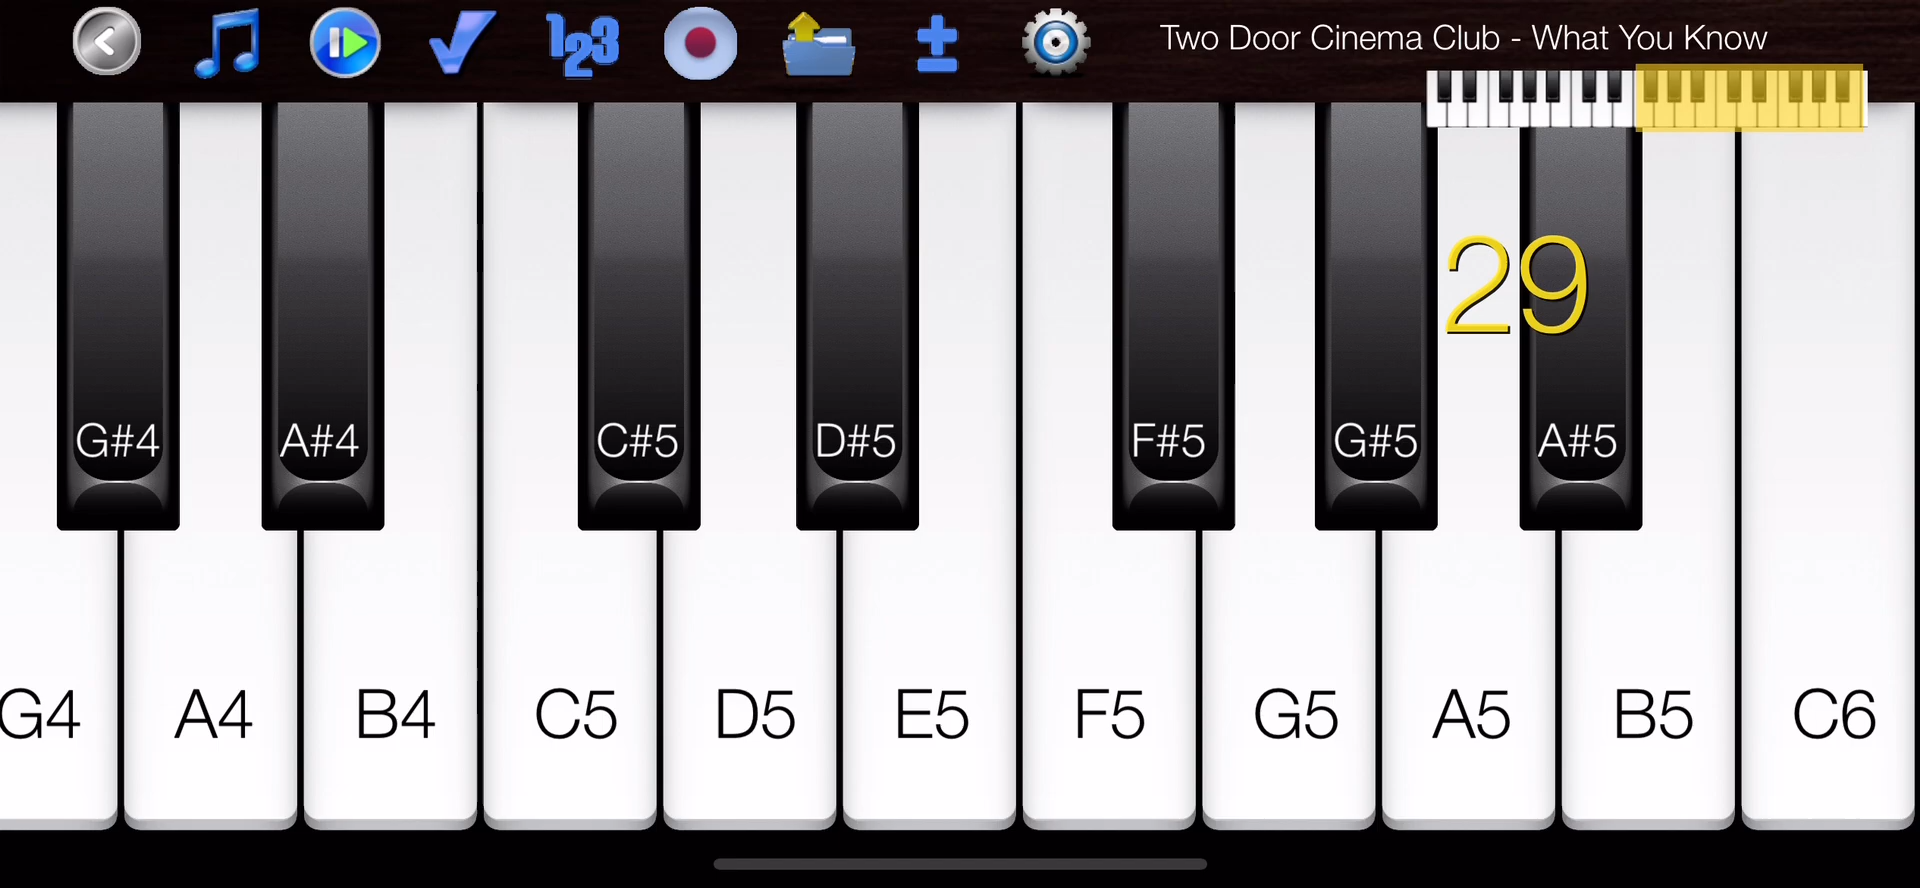 123
Two Door Cinema Club - What You Know
29
G#4 A#4 C#5 D#5 F#5 G#5 A#5
G4 A4 B4 C5 D5 E5 F5 G5 A5 B5 C6